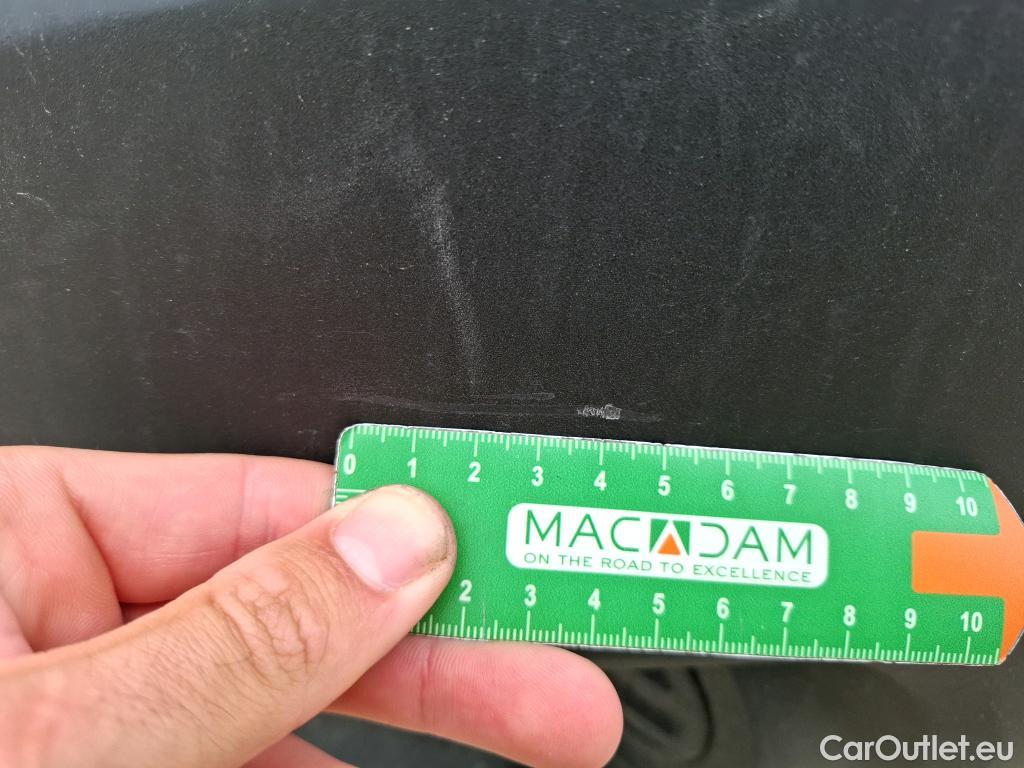 0 1 2 3 4 5 6 7 8 9 10
MACADAM
ON THE ROAD TO EXCELLENCE
2 3 4 5 6 7 8 9 10
CarOutlet.eu